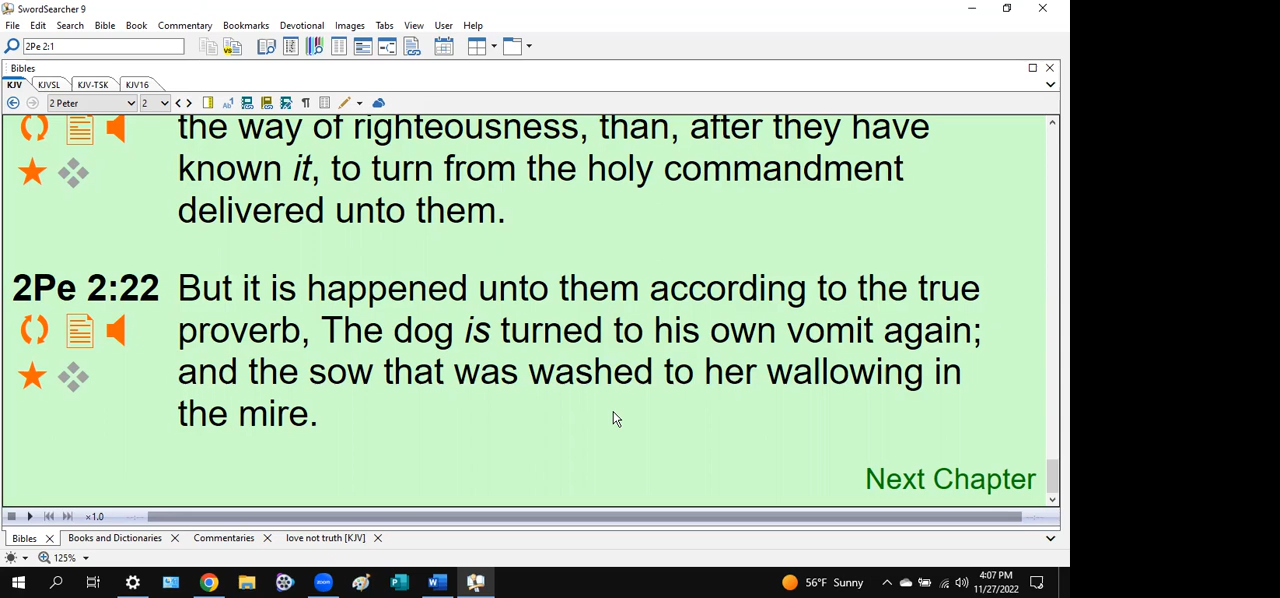 SwordSearcher 9
File Edit Search Bible Book Commentary Bookmarks Devotional Images Tabs View User Help
2Pe 2:1
Bibles
KJV KJVSL KJV-TSK KJV16
2 Peter 2
the way of righteousness, than, after they have
known it, to turn from the holy commandment
delivered unto them.
2Pe 2:22 But it is happened unto them according to the true
proverb, The dog is turned to his own vomit again;
and the sow that was washed to her wallowing in
the mire.
Next Chapter
×1.0
Bibles Books and Dictionaries Commentaries love not truth [KJV]
125%
56°F Sunny 4:07 PM
11/27/2022